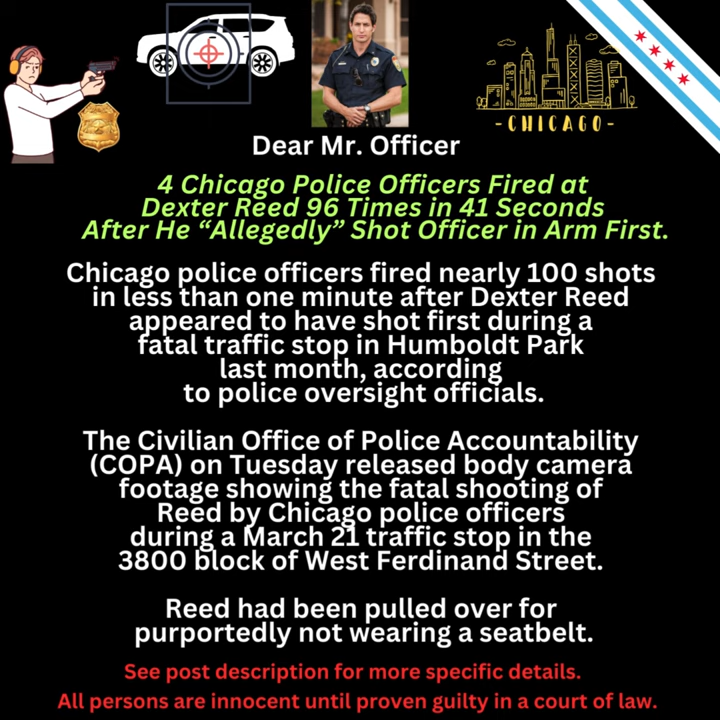 -CHICAGO-
Dear Mr. Officer
4 Chicago Police Officers Fired at
Dexter Reed 96 Times in 41 Seconds
After He “Allegedly” Shot Officer in Arm First.
Chicago police officers fired nearly 100 shots
in less than one minute after Dexter Reed
appeared to have shot first during a
fatal traffic stop in Humboldt Park
last month, according
to police oversight officials.
The Civilian Office of Police Accountability
(COPA) on Tuesday released body camera
footage showing the fatal shooting of
Reed by Chicago police officers
during a March 21 traffic stop in the
3800 block of West Ferdinand Street.
Reed had been pulled over for
purportedly not wearing a seatbelt.
See post description for more specific details.
All persons are innocent until proven guilty in a court of law.